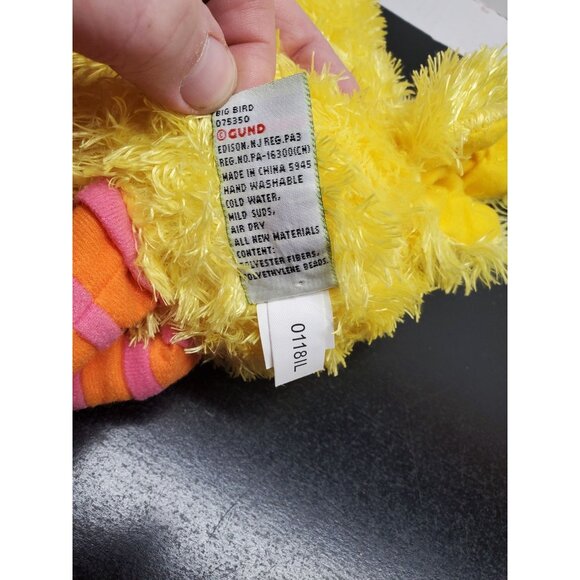 BIG BIRD
075350
©GUND
EDISON, NJ REG.PA3
REG.NO.PA-16300(CN)
MADE IN CHINA 5945
HAND WASHABLE
COLD WATER,
MILD SUDS,
AIR DRY
ALL NEW MATERIALS
CONTENT:
POLYESTER FIBERS,
POLYETHYLENE BEADS.
0118IL